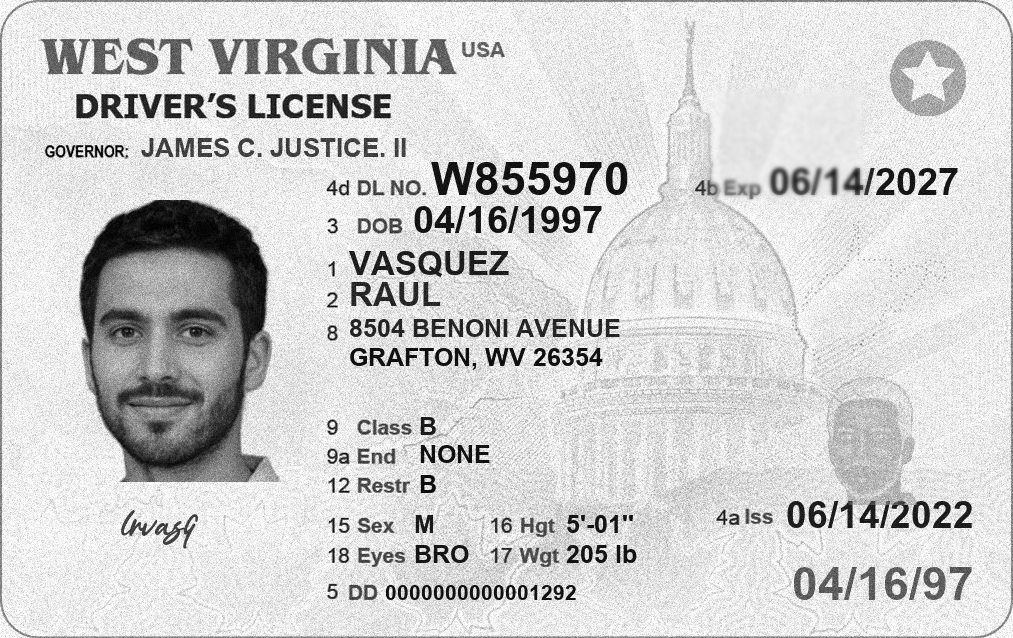 WEST VIRGINIA USA
DRIVER'S LICENSE
GOVERNOR: JAMES C. JUSTICE. II
4d DL NO. W855970 4b Exp 06/14/2027
3 DOB 04/16/1997
1 VASQUEZ
2 RAUL
8 8504 BENONI AVENUE
GRAFTON, WV 26354
9 Class B
9a End NONE
12 Restr B
15 Sex M 16 Hgt 5'-01"
4a Iss 06/14/2022
18 Eyes BRO 17 Wgt 205 lb
5 DD 0000000000001292
04/16/97